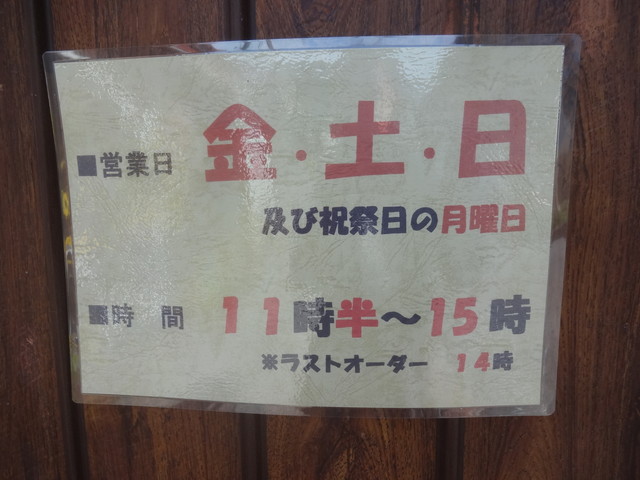 ■営業日 金・土・日
及び祝祭日の月曜日
■時 間 11時半～15時
※ラストオーダー 14時